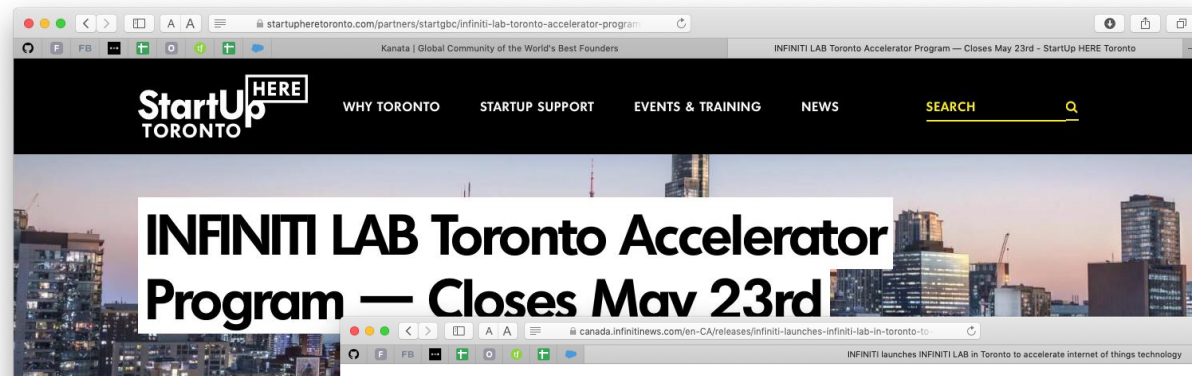 A A
startupheretoronto.com/partners/startgbc/infiniti-lab-toronto-accelerator-program
F FB O
Kanata | Global Community of the World's Best Founders
INFINITI LAB Toronto Accelerator Program — Closes May 23rd - StartUp HERE Toronto
StartUp HERE
TORONTO
WHY TORONTO
STARTUP SUPPORT
EVENTS & TRAINING
NEWS
SEARCH
INFINITI LAB Toronto Accelerator
Program — Closes May 23rd
A A
canada.infinitinews.com/en-CA/releases/infiniti-launches-infiniti-lab-in-toronto-to-
F FB O
INFINITI launches INFINITI LAB in Toronto to accelerate internet of things technology